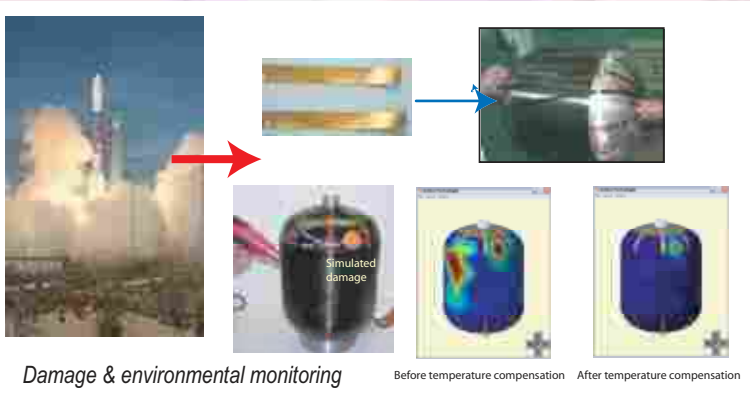 Simulated
damage
Damage & environmental monitoring
Before temperature compensation
After temperature compensation